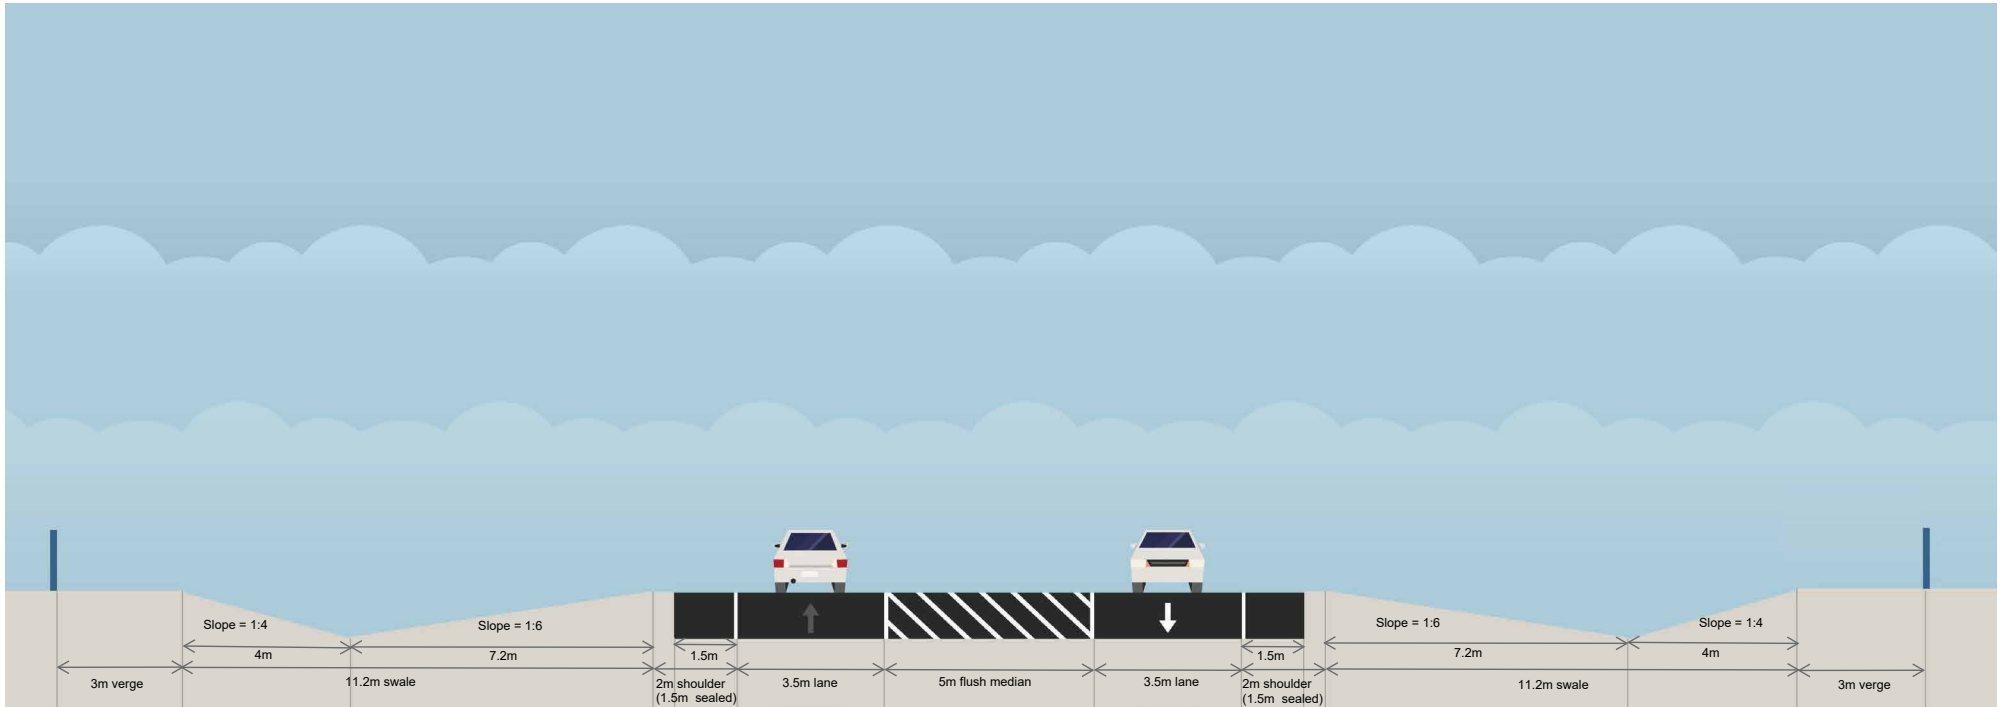 Slope = 1:4
Slope = 1:6
Slope = 1:6
Slope = 1:4
4m
7.2m
1.5m
1.5m
7.2m
4m
3m verge
11.2m swale
2m shoulder
(1.5m sealed)
3.5m lane
5m flush median
3.5m lane
2m shoulder
(1.5m sealed)
11.2m swale
3m verge